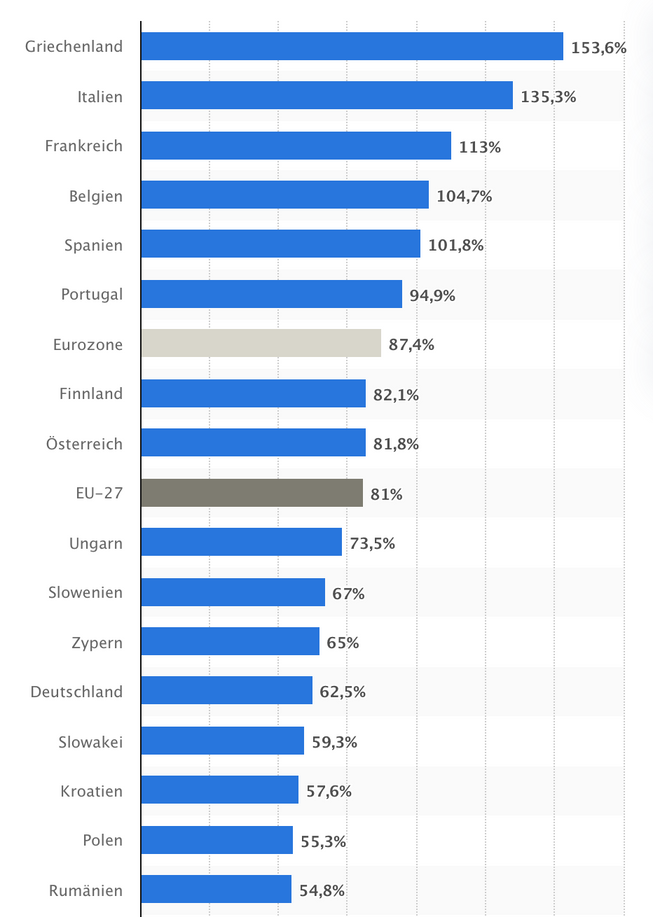 Griechenland 153,6%
Italien 135,3%
Frankreich 113%
Belgien 104,7%
Spanien 101,8%
Portugal 94,9%
Eurozone 87,4%
Finnland 82,1%
Österreich 81,8%
EU-27 81%
Ungarn 73,5%
Slowenien 67%
Zypern 65%
Deutschland 62,5%
Slowakei 59,3%
Kroatien 57,6%
Polen 55,3%
Rumänien 54,8%